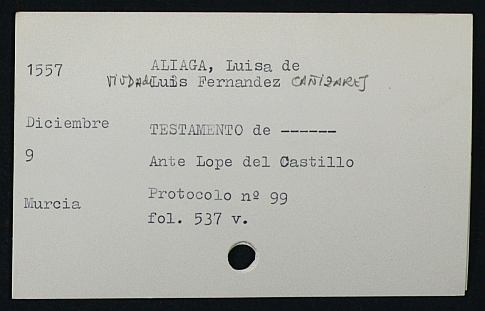 1557 ALIAGA, Luisa de
VIUDA de Luis Fernandez CAÑIZARES
Diciembre TESTAMENTO de ------
9 Ante Lope del Castillo
Murcia Protocolo nº 99
fol. 537 v.